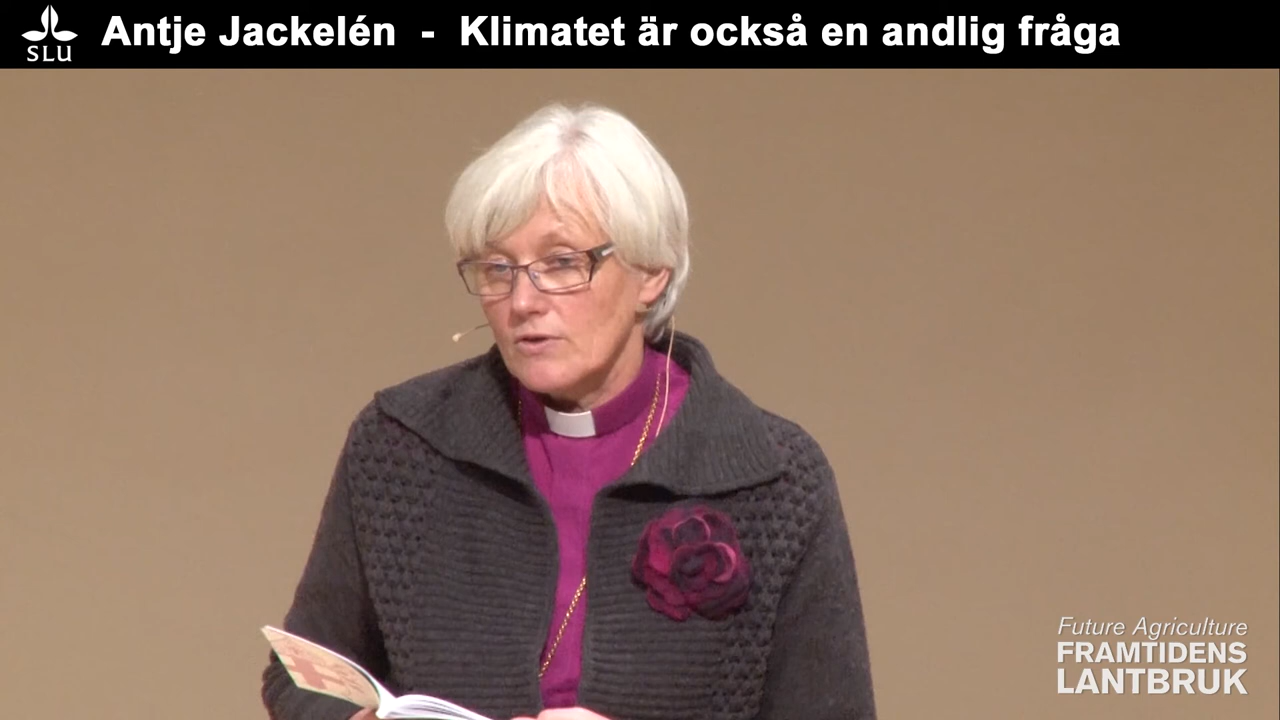 SLU
Antje Jackelén - Klimatet är också en andlig fråga
Future Agriculture
FRAMTIDENS
LANTBRUK